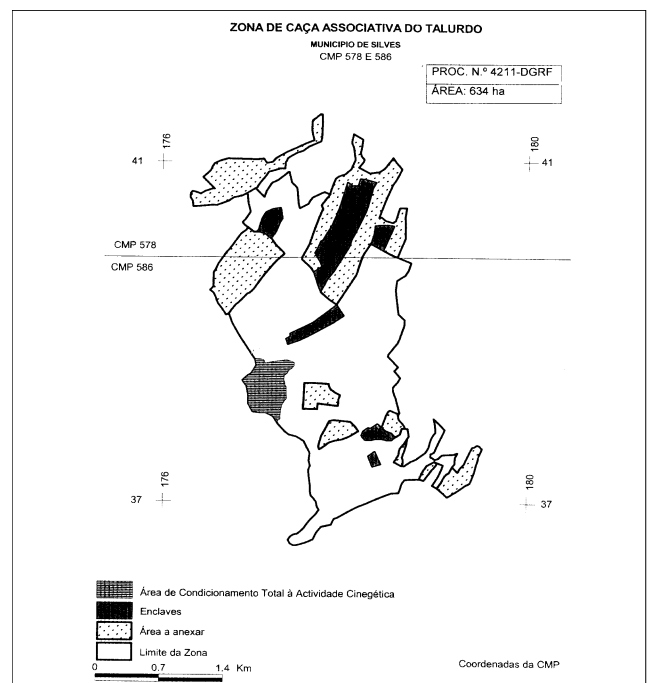 ZONA DE CAÇA ASSOCIATIVA DO TALURDO
MUNICIPIO DE SILVES
CMP 578 E 586
PROC. N.º 4211-DGRF
ÁREA: 634 ha
176
180
41
41
CMP 578
CMP 586
176
180
37
37
Área de Condicionamento Total à Actividade Cinegética
Enclaves
Área a anexar
Limite da Zona
0 0.7 1.4 Km
Coordenadas da CMP